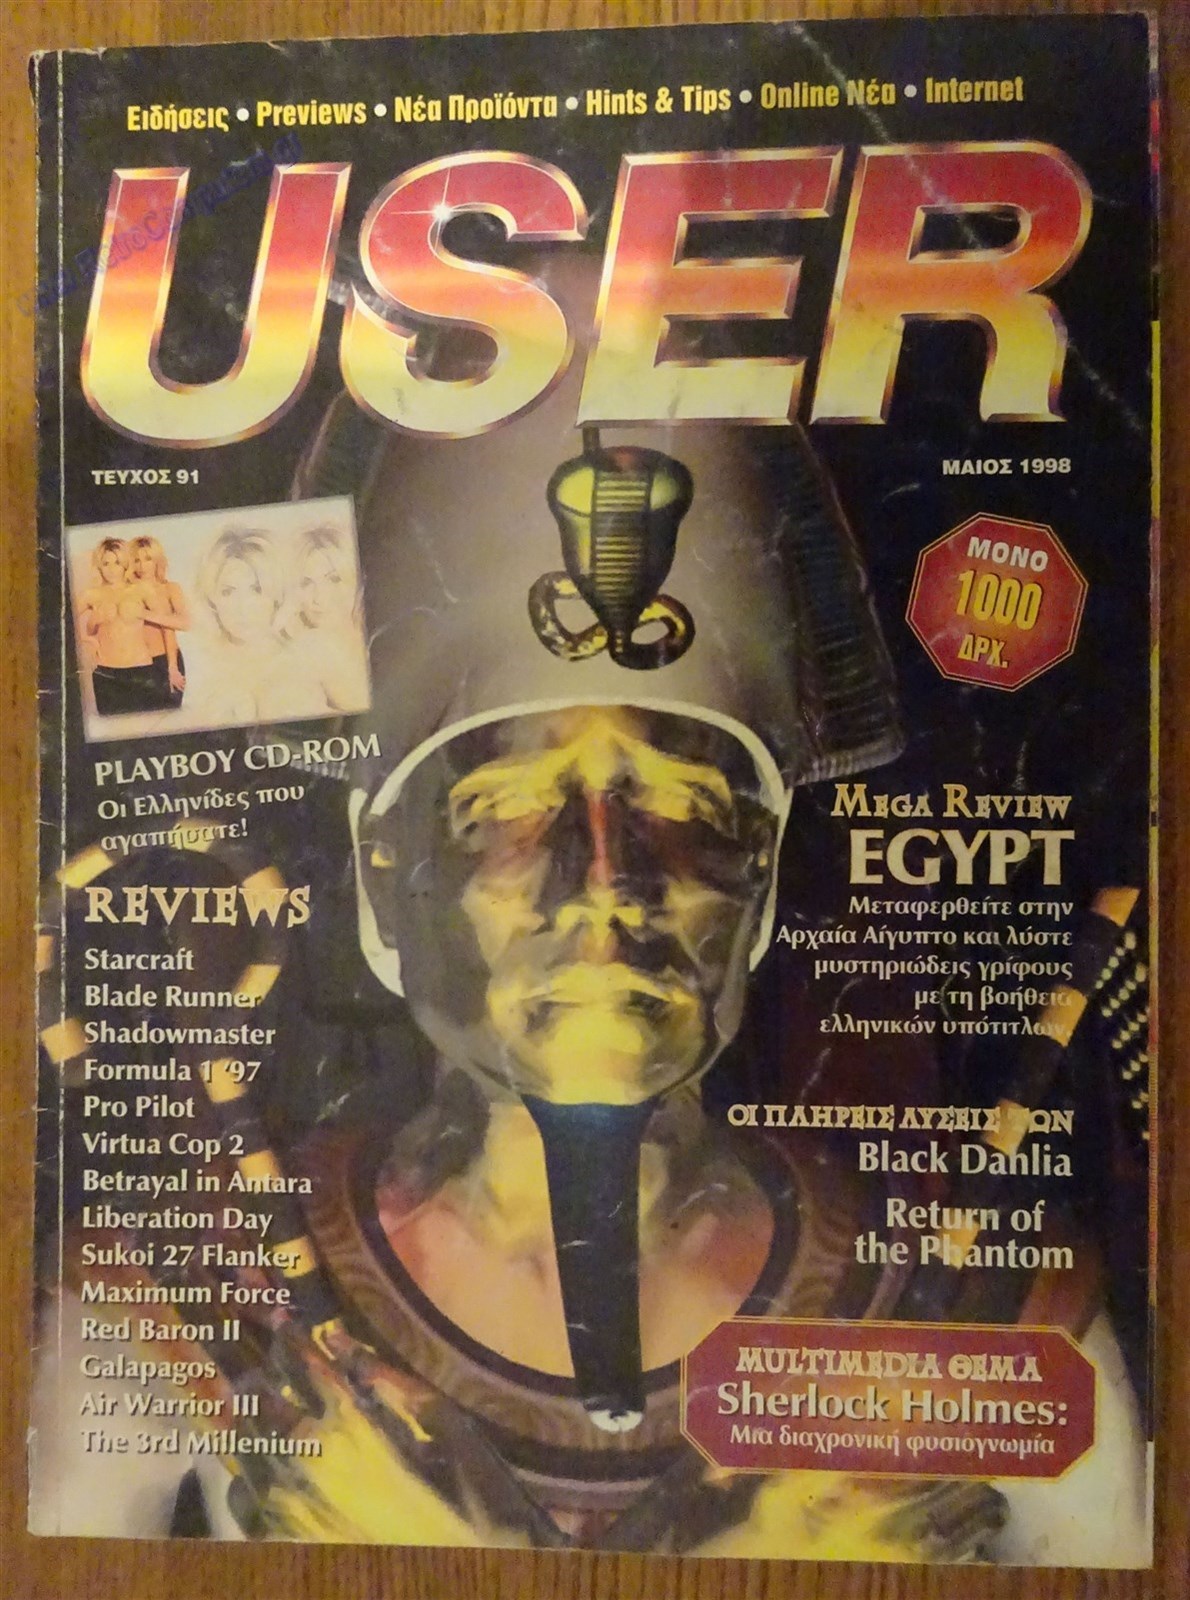 Ειδήσεις • Previews • Νέα Προϊόντα • Hints & Tips • Online Νέα • Internet
www.RetroComputers.gr
USER
ΤΕΥΧΟΣ 91
ΜΑΙΟΣ 1998
ΜΟΝΟ
1000
ΔΡΧ.
PLAYBOY CD-ROM
Οι Ελληνίδες που
αγαπήσατε!
REVIEWS
Starcraft
Blade Runner
Shadowmaster
Formula 1 '97
Pro Pilot
Virtua Cop 2
Betrayal in Antara
Liberation Day
Sukoi 27 Flanker
Maximum Force
Red Baron II
Galapagos
Air Warrior III
The 3rd Millenium
MEGA REVIEW
EGYPT
Μεταφερθείτε στην
Αρχαία Αίγυπτο και λύστε
μυστηριώδεις γρίφους
με τη βοήθεια
ελληνικών υπότιτλων.
ΟΙ ΠΛΗΡΕΙΣ ΛΥΣΕΙΣ ΤΩΝ
Black Dahlia
Return of
the Phantom
MULTIMEDIA ΘΕΜΑ
Sherlock Holmes:
Μια διαχρονική φυσιογνωμία